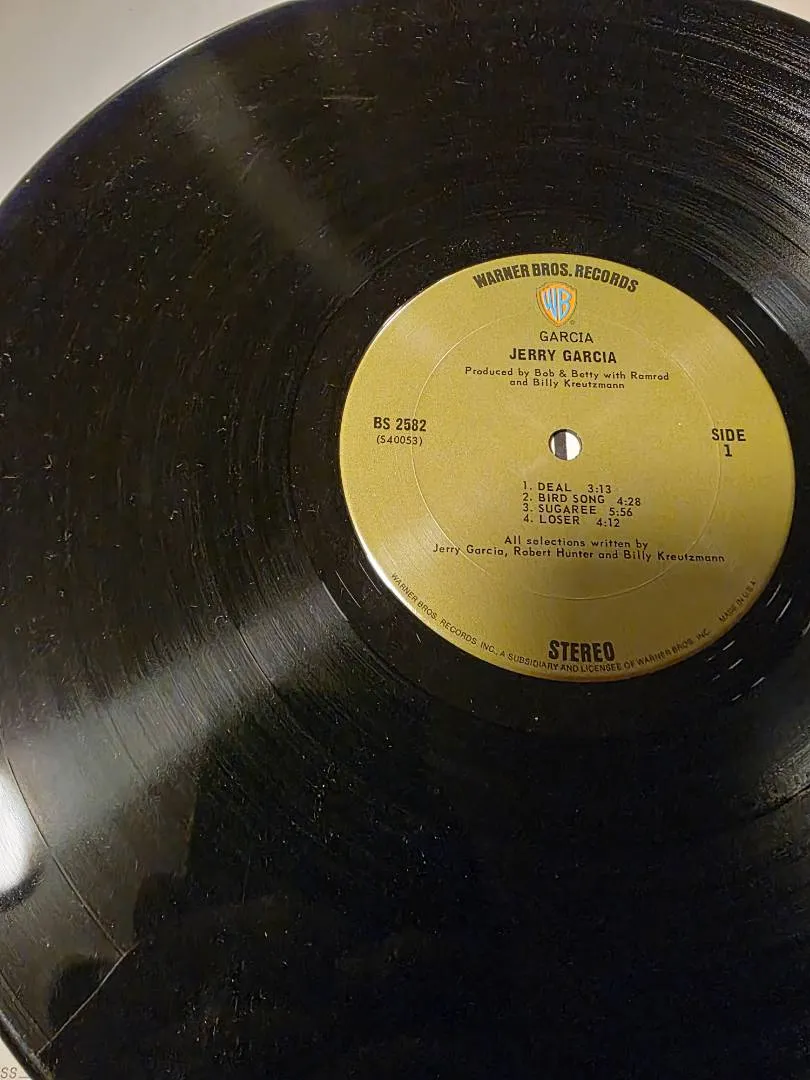 WARNER BROS. RECORDS
WB
®
GARCIA
JERRY GARCIA
Produced by Bob & Betty with Ramrod
and Billy Kreutzmann
BS 2582
(S40053)
SIDE
1
1. DEAL 3:13
2. BIRD SONG 4:28
3. SUGAREE 5:56
4. LOSER 4:12
All selections written by
Jerry Garcia, Robert Hunter and Billy Kreutzmann
STEREO
WARNER BROS. RECORDS INC., A SUBSIDIARY AND LICENSEE OF WARNER BROS. INC. MADE IN U.S.A.